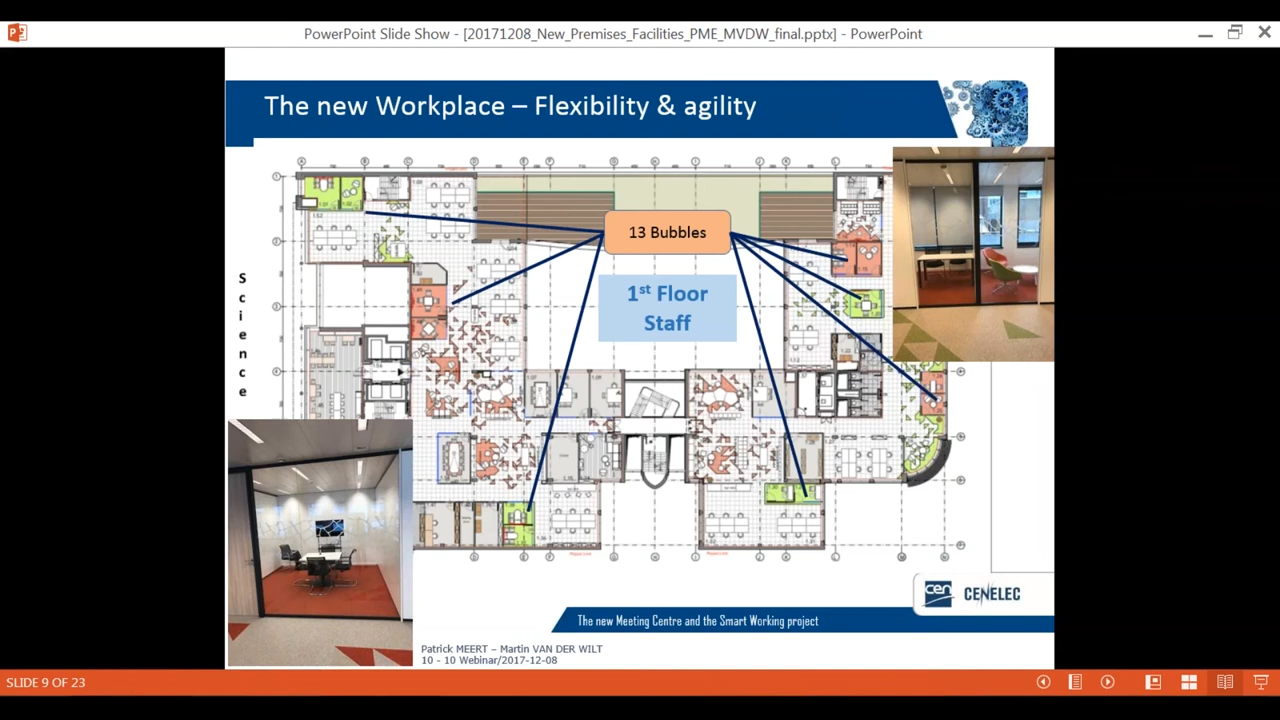 PowerPoint Slide Show - [20171208_New_Premises_Facilities_PME_MVDW_final.pptx] - PowerPoint
The new Workplace – Flexibility & agility
13 Bubbles
1st Floor
Staff
Science
cen
CENELEC
The new Meeting Centre and the Smart Working project
Patrick MEERT – Martin VAN DER WILT
10 - 10 Webinar/2017-12-08
SLIDE 9 OF 23